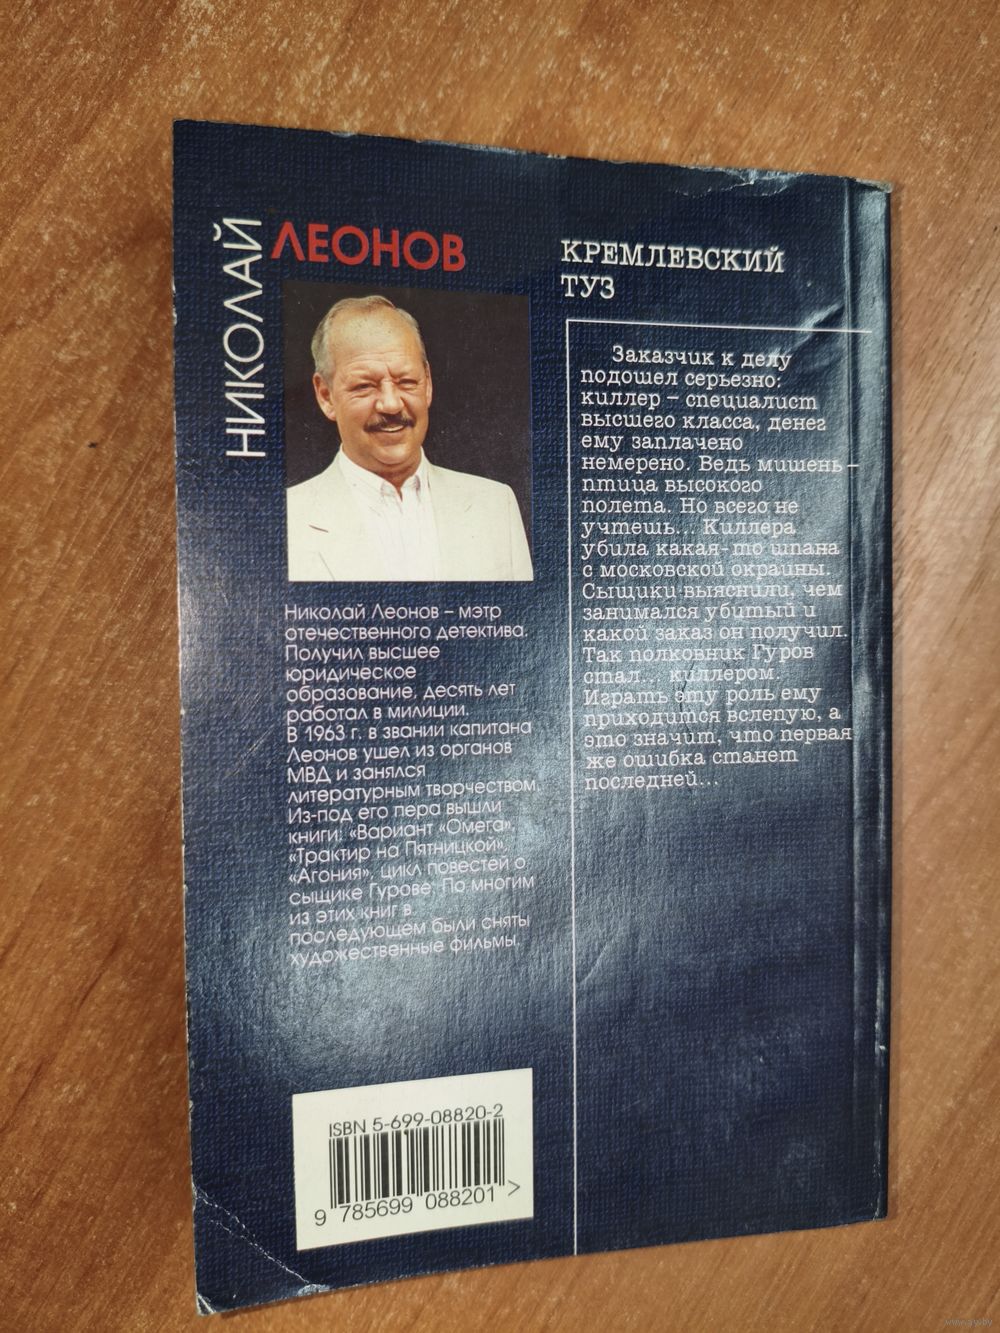 НИКОЛАЙ
ЛЕОНОВ
Николай Леонов – мэтр
отечественного детектива.
Получил высшее
юридическое
образование, десять лет
работал в милиции.
В 1963 г. в звании капитана
Леонов ушел из органов
МВД и занялся
литературным творчеством.
Из-под его пера вышли
книги: «Вариант «Омега»,
«Трактир на Пятницкой»,
«Агония», цикл повестей о
сыщике Гурове. По многим
из этих книг в
последующем были сняты
художественные фильмы.
КРЕМЛЕВСКИЙ
ТУЗ
Заказчик к делу
подошел серьезно:
киллер – специалист
высшего класса, денег
ему заплачено
немерено. Ведь мишень –
птица высокого
полета. Но всего не
учтешь... Киллера
убила какая-то шпана
с московской окраины.
Сыщики выяснили, чем
занимался убитый и
какой заказ он получил.
Так полковник Гуров
стал... киллером.
Играть эту роль ему
приходится вслепую, а
это значит, что первая
же ошибка станет
последней...
ISBN 5-699-08820-2
9 785699 088201 >
www.ay.by